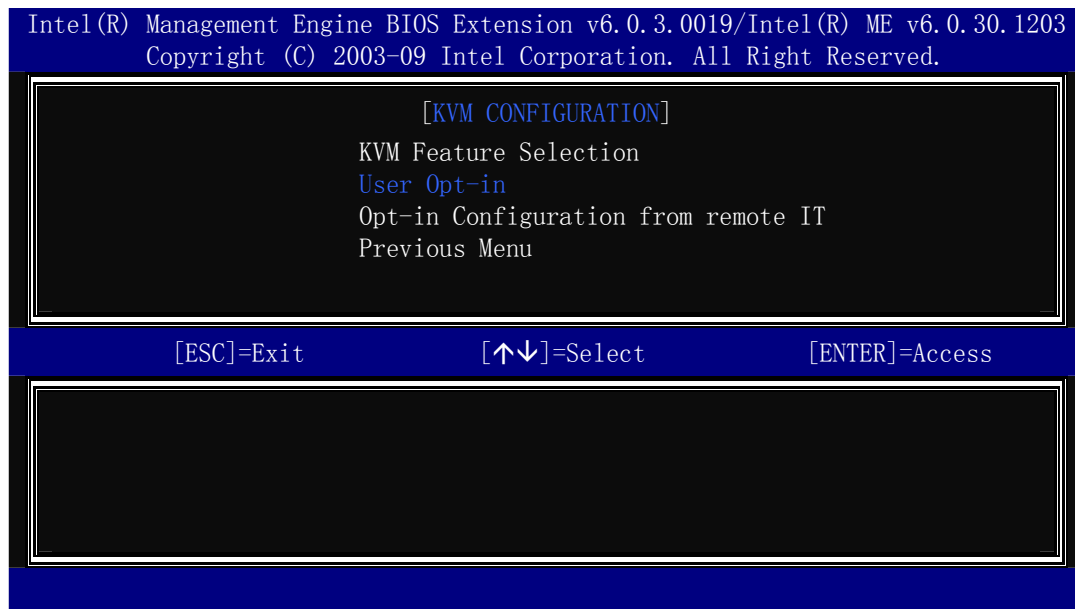 Intel(R) Management Engine BIOS Extension v6.0.3.0019/Intel(R) ME v6.0.30.1203
Copyright (C) 2003-09 Intel Corporation. All Right Reserved.
[KVM CONFIGURATION]
KVM Feature Selection
User Opt-in
Opt-in Configuration from remote IT
Previous Menu
[ESC]=Exit [↑↓]=Select [ENTER]=Access